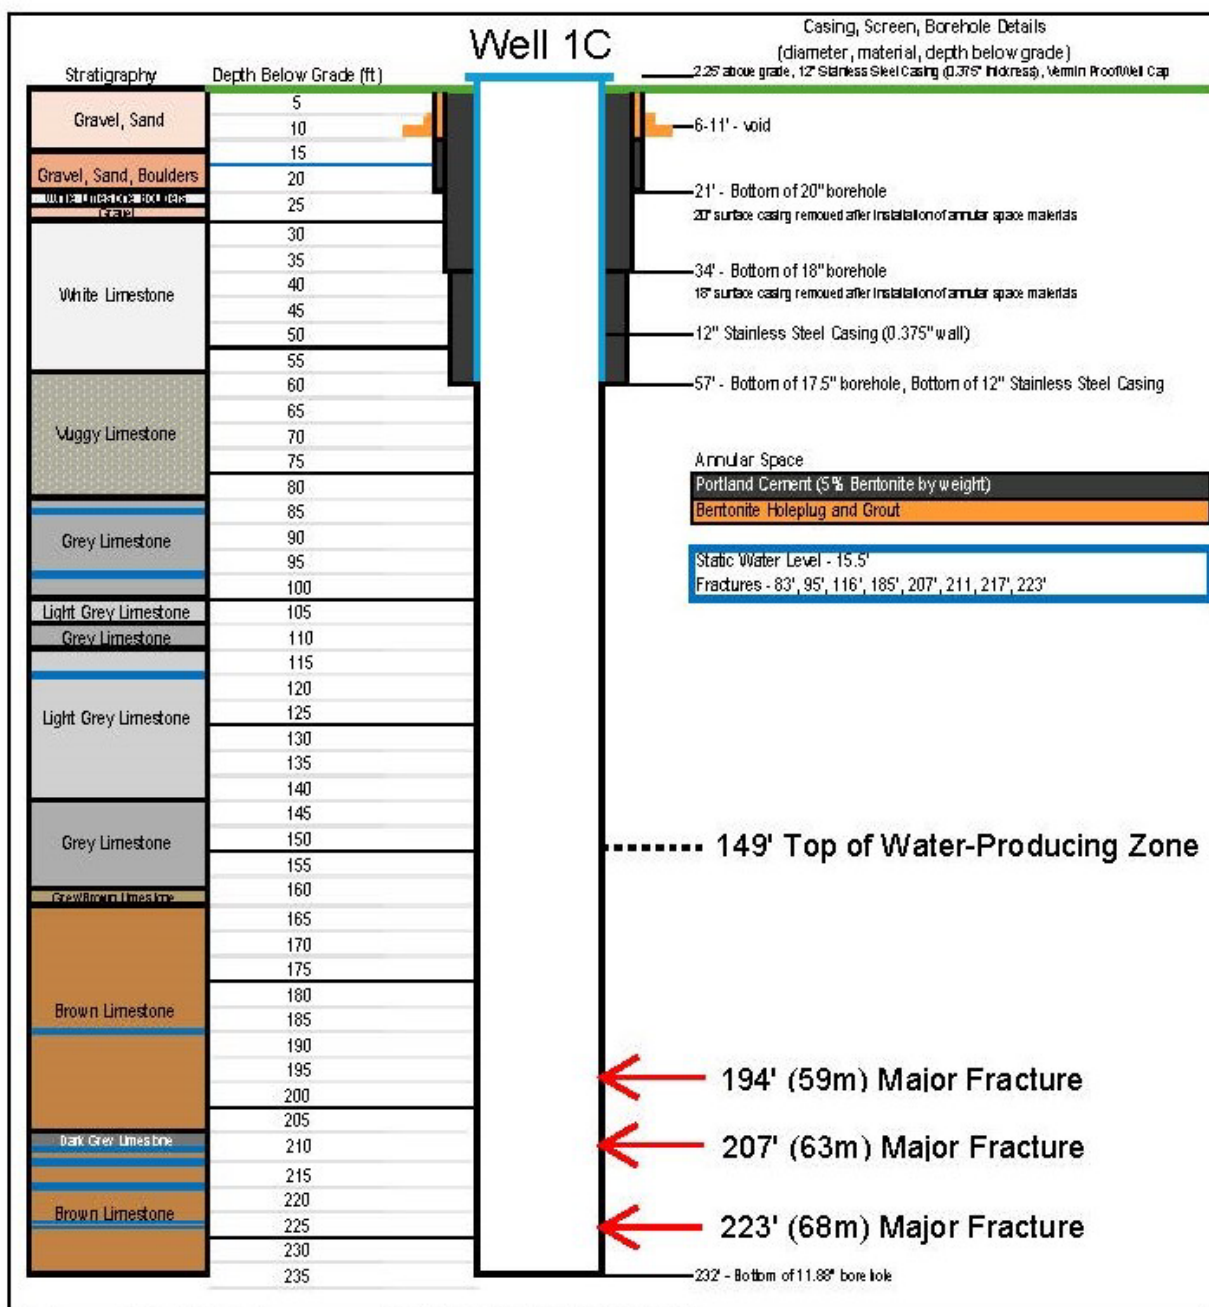 Well 1C
Casing, Screen, Borehole Details
(diameter, material, depth below grade)
Stratigraphy
Depth Below Grade (ft)
2.25' above grade, 12" Stainless Steel Casing (0.375" thickness), Vermin Proof Well Cap
Gravel, Sand
5
10
6-11' - void
15
Gravel, Sand, Boulders
20
21' - Bottom of 20" borehole
White Limestone Boulders
25
20" surface casing removed after installation of annular space materials
Gravel
30
35
34' - Bottom of 18" borehole
White Limestone
40
18" surface casing removed after installation of annular space materials
45
50
12" Stainless Steel Casing (0.375" wall)
55
60
57' - Bottom of 17.5" borehole, Bottom of 12" Stainless Steel Casing
65
Vuggy Limestone
70
75
Annular Space
80
Portland Cement (5% Bentonite by weight)
85
Bentonite Holeplug and Grout
Grey Limestone
90
95
Static Water Level - 15.5'
100
Fractures - 83', 95', 116', 185', 207', 211, 217', 223'
Light Grey Limestone
105
Grey Limestone
110
115
120
Light Grey Limestone
125
130
135
140
145
Grey Limestone
150
149' Top of Water-Producing Zone
155
Grey/Brown Limestone
160
165
170
175
180
Brown Limestone
185
190
195
194' (59m) Major Fracture
200
205
Dark Grey Limestone
210
207' (63m) Major Fracture
215
220
Brown Limestone
225
223' (68m) Major Fracture
230
235
232' - Bottom of 11.88" borehole